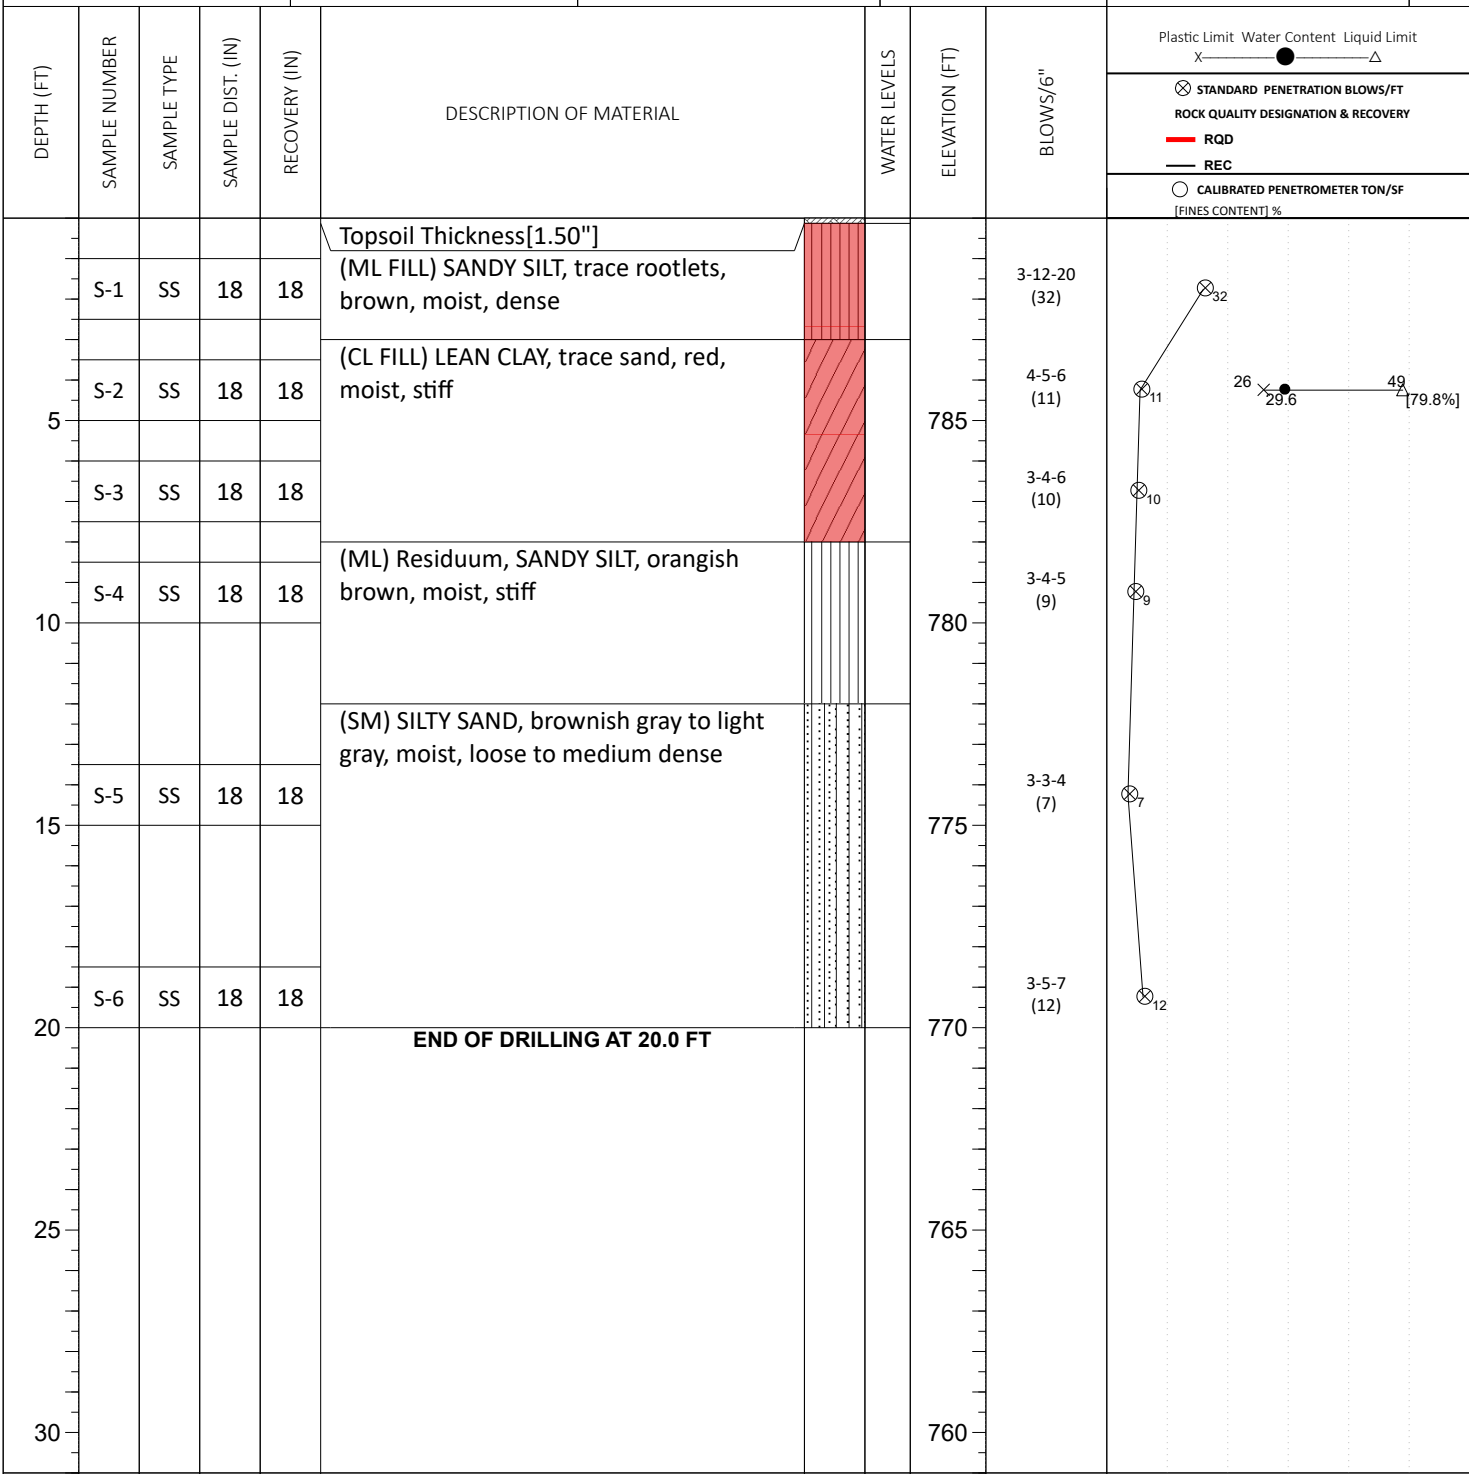 DEPTH (FT)
SAMPLE NUMBER
SAMPLE TYPE
SAMPLE DIST. (IN)
RECOVERY (IN)
DESCRIPTION OF MATERIAL
WATER LEVELS
ELEVATION (FT)
BLOWS/6"
Plastic Limit Water Content Liquid Limit
X
STANDARD PENETRATION BLOWS/FT
ROCK QUALITY DESIGNATION & RECOVERY
RQD
REC
CALIBRATED PENETROMETER TON/SF
[FINES CONTENT] %
Topsoil Thickness[1.50"]
(ML FILL) SANDY SILT, trace rootlets,
brown, moist, dense
S-1 SS 18 18
3-12-20
(32)
32
(CL FILL) LEAN CLAY, trace sand, red,
moist, stiff
S-2 SS 18 18
4-5-6
(11)
11
26
29.6
49
[79.8%]
5
785
S-3 SS 18 18
3-4-6
(10)
10
(ML) Residuum, SANDY SILT, orangish
brown, moist, stiff
S-4 SS 18 18
3-4-5
(9)
9
10
780
(SM) SILTY SAND, brownish gray to light
gray, moist, loose to medium dense
S-5 SS 18 18
3-3-4
(7)
7
15
775
S-6 SS 18 18
3-5-7
(12)
12
20
770
END OF DRILLING AT 20.0 FT
25
765
30
760